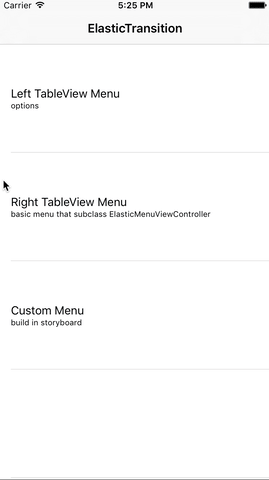 Carrier 5:25 PM
ElasticTransition
Left TableView Menu
options
Right TableView Menu
basic menu that subclass ElasticMenuViewController
Custom Menu
build in storyboard